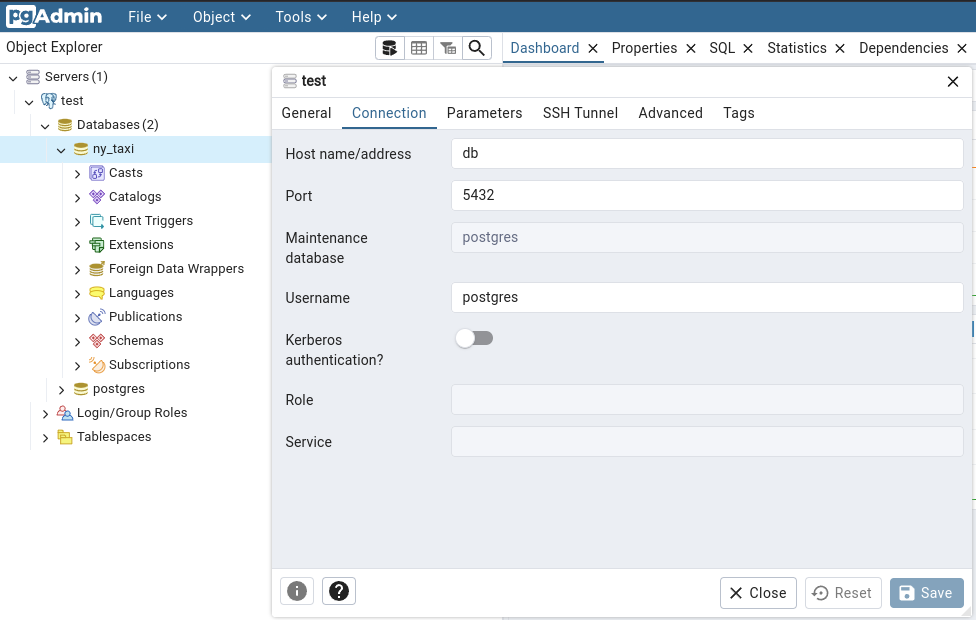 pgAdmin File Object Tools Help
Object Explorer
Dashboard Properties SQL Statistics Dependencies
Servers (1)
test
Databases (2)
ny_taxi
Casts
Catalogs
Event Triggers
Extensions
Foreign Data Wrappers
Languages
Publications
Schemas
Subscriptions
postgres
Login/Group Roles
Tablespaces
test
General Connection Parameters SSH Tunnel Advanced Tags
Host name/address db
Port 5432
Maintenance
database
postgres
Username postgres
Kerberos
authentication?
Role
Service
Close Reset Save